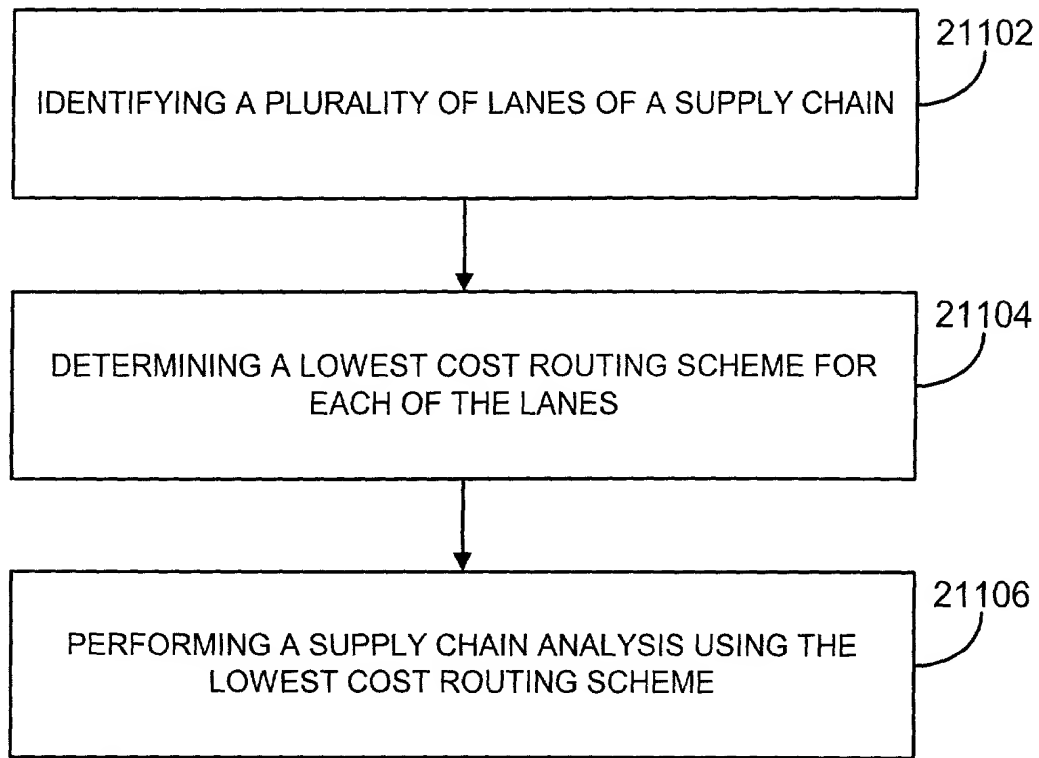 21102
IDENTIFYING A PLURALITY OF LANES OF A SUPPLY CHAIN
21104
DETERMINING A LOWEST COST ROUTING SCHEME FOR
EACH OF THE LANES
21106
PERFORMING A SUPPLY CHAIN ANALYSIS USING THE
LOWEST COST ROUTING SCHEME